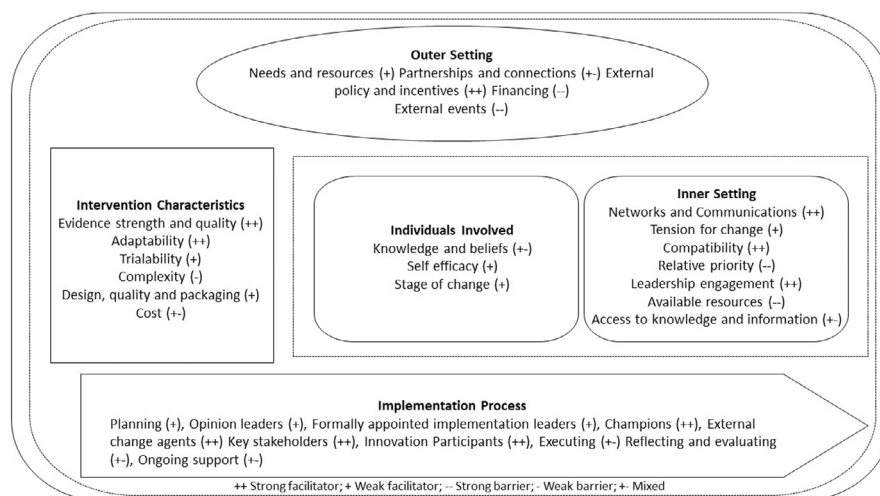 Outer Setting
Needs and resources (+) Partnerships and connections (+-) External
policy and incentives (++) Financing (--)
External events (--)
Intervention Characteristics
Evidence strength and quality (++)
Adaptability (++)
Trialability (+)
Complexity (-)
Design, quality and packaging (+)
Cost (+-)
Individuals Involved
Knowledge and beliefs (+-)
Self efficacy (+)
Stage of change (+)
Inner Setting
Networks and Communications (++)
Tension for change (+)
Compatibility (++)
Relative priority (--)
Leadership engagement (++)
Available resources (--)
Access to knowledge and information (+-)
Implementation Process
Planning (+), Opinion leaders (+), Formally appointed implementation leaders (+), Champions (++), External
change agents (++) Key stakeholders (++), Innovation Participants (++), Executing (+-) Reflecting and evaluating
(+-), Ongoing support (+-)
++ Strong facilitator; + Weak facilitator; -- Strong barrier; - Weak barrier; +- Mixed